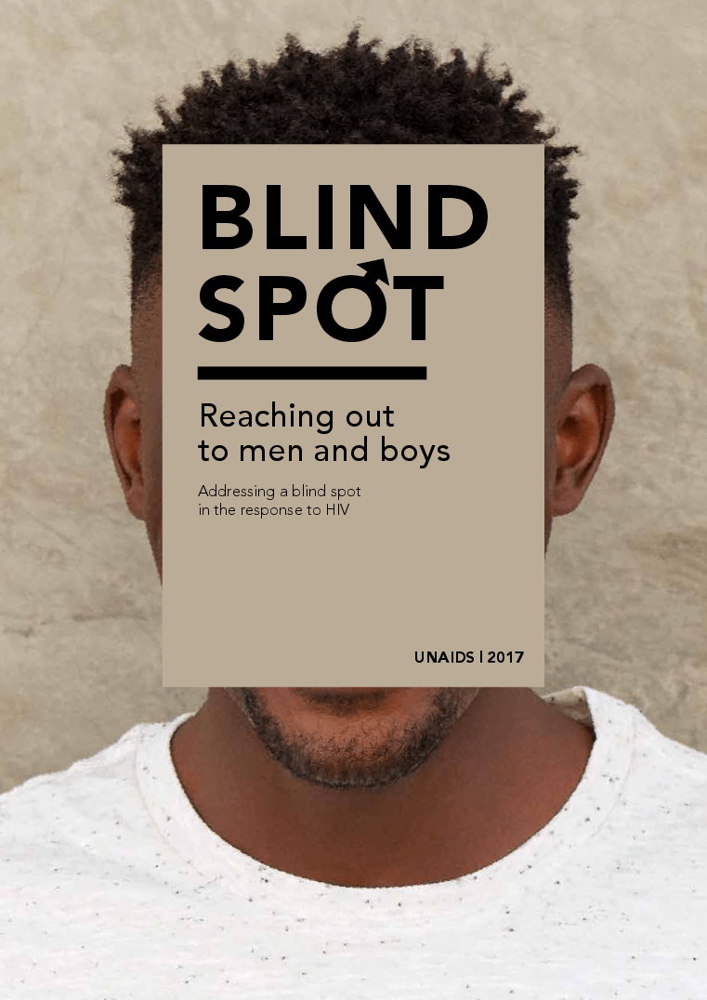 BLIND
SPOT
Reaching out
to men and boys
Addressing a blind spot
in the response to HIV
UNAIDS | 2017